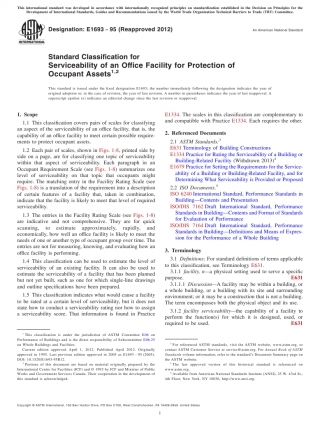 This international standard was developed in accordance with internationally recognized principles on standardization established in the Decision on Principles for the
Development of International Standards, Guides and Recommendations issued by the World Trade Organization Technical Barriers to Trade (TBT) Committee.
Designation: E1693 – 95 (Reapproved 2012)
An American National Standard
Standard Classification for
Serviceability of an Office Facility for Protection of
Occupant Assets1,2
This standard is issued under the fixed designation E1693; the number immediately following the designation indicates the year of
original adoption or, in the case of revision, the year of last revision. A number in parentheses indicates the year of last reapproval. A
superscript epsilon (ε) indicates an editorial change since the last revision or reapproval.
1. Scope
1.1 This classification covers pairs of scales for classifying
an aspect of the serviceability of an office facility, that is, the
capability of an office facility to meet certain possible require-
ments to protect occupant assets.
1.2 Each pair of scales, shown in Figs. 1-8, printed side by
side on a page, are for classifying one topic of serviceability
within that aspect of serviceability. Each paragraph in an
Occupant Requirement Scale (see Figs. 1-8) summarizes one
level of serviceability on that topic that occupants might
require. The matching entry in the Facility Rating Scale (see
Figs. 1-8) is a translation of the requirement into a description
of certain features of a facility that, taken in combination,
indicate that the facility is likely to meet that level of required
serviceability.
1.3 The entries in the Facility Rating Scale (see Figs. 1-8)
are indicative and not comprehensive. They are for quick
scanning, to estimate approximately, rapidly, and
economically, how well an office facility is likely to meet the
needs of one or another type of occupant group over time. The
entries are not for measuring, knowing, and evaluating how an
office facility is performing.
1.4 The classification can be used to estimate the level of
serviceability of an existing facility. It can also be used to
estimate the serviceability of a facility that has been planned
but not yet built, such as one for which single-line drawings
and outline specifications have been prepared.
1.5 This classification indicates what would cause a facility
to be rated at a certain level of serviceability, but it does not
state how to conduct a serviceability rating nor how to assign
a serviceability score. That information is found in Practice
E1334. The scales in this classification are complementary to
and compatible with Practice E1334. Each requires the other.
2. Referenced Documents
2.1 ASTM Standards:3
E631 Terminology of Building Constructions
E1334 Practice for Rating the Serviceability of a Building or
Building-Related Facility (Withdrawn 2013)4
E1679 Practice for Setting the Requirements for the Service-
ability of a Building or Building-Related Facility, and for
Determining What Serviceability is Provided or Proposed
2.2 ISO Documents:5
ISO 6240 International Standard, Performance Standards in
Building—Contents and Presentation
ISO/DIS 7162 Draft International Standard, Performance
Standards in Building—Contents and Format of Standards
for Evaluation of Performance
ISO/DIS 7164 Draft International Standard, Performance
Standards in Building—Definitions and Means of Expres-
sion for the Performance of a Whole Building
3. Terminology
3.1 Definitions: For standard definitions of terms applicable
to this classification, see Terminology E631.
3.1.1 facility, n—a physical setting used to serve a specific
purpose. E631
3.1.1.1 Discussion—A facility may be within a building, or
a whole building, or a building with its site and surrounding
environment; or it may be a construction that is not a building.
The term encompasses both the physical object and its use.
3.1.2 facility serviceability—the capability of a facility to
perform the function(s) for which it is designed, used, or
required to be used. E631
1 This classification is under the jurisdiction of ASTM Committee E06 on
Performance of Buildings and is the direct responsibility of Subcommittee E06.25
on Whole Buildings and Facilities.
Current edition approved April 1, 2012. Published April 2012. Originally
approved in 1995. Last previous edition approved in 2005 as E1693 – 95 (2005).
DOI: 10.1520/E1693-95R12.
2 Portions of this document are based on material originally prepared by the
International Centre for Facilities (ICF) © 1993 by ICF and Minister of Public
Works and Government Services Canada. Their cooperation in the development of
this standard is acknowledged.
3 For referenced ASTM standards, visit the ASTM website, www.astm.org, or
contact ASTM Customer Service at service@astm.org. For Annual Book of ASTM
Standards volume information, refer to the standard's Document Summary page on
the ASTM website.
4 The last approved version of this historical standard is referenced on
www.astm.org.
5 Available from American National Standards Institute (ANSI), 25 W. 43rd St.,
4th Floor, New York, NY 10036, http://www.ansi.org.
Copyright © ASTM International, 100 Barr Harbor Drive, PO Box C700, West Conshohocken, PA 19428-2959. United States
1